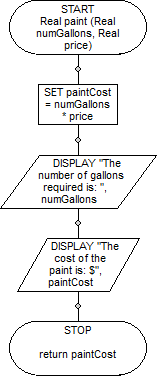 START
Real paint (Real
numGallons, Real
price)
SET paintCost
= numGallons
* price
DISPLAY "The
number of gallons
required is: ",
numGallons
DISPLAY "The
cost of the
paint is: $",
paintCost
STOP
return paintCost